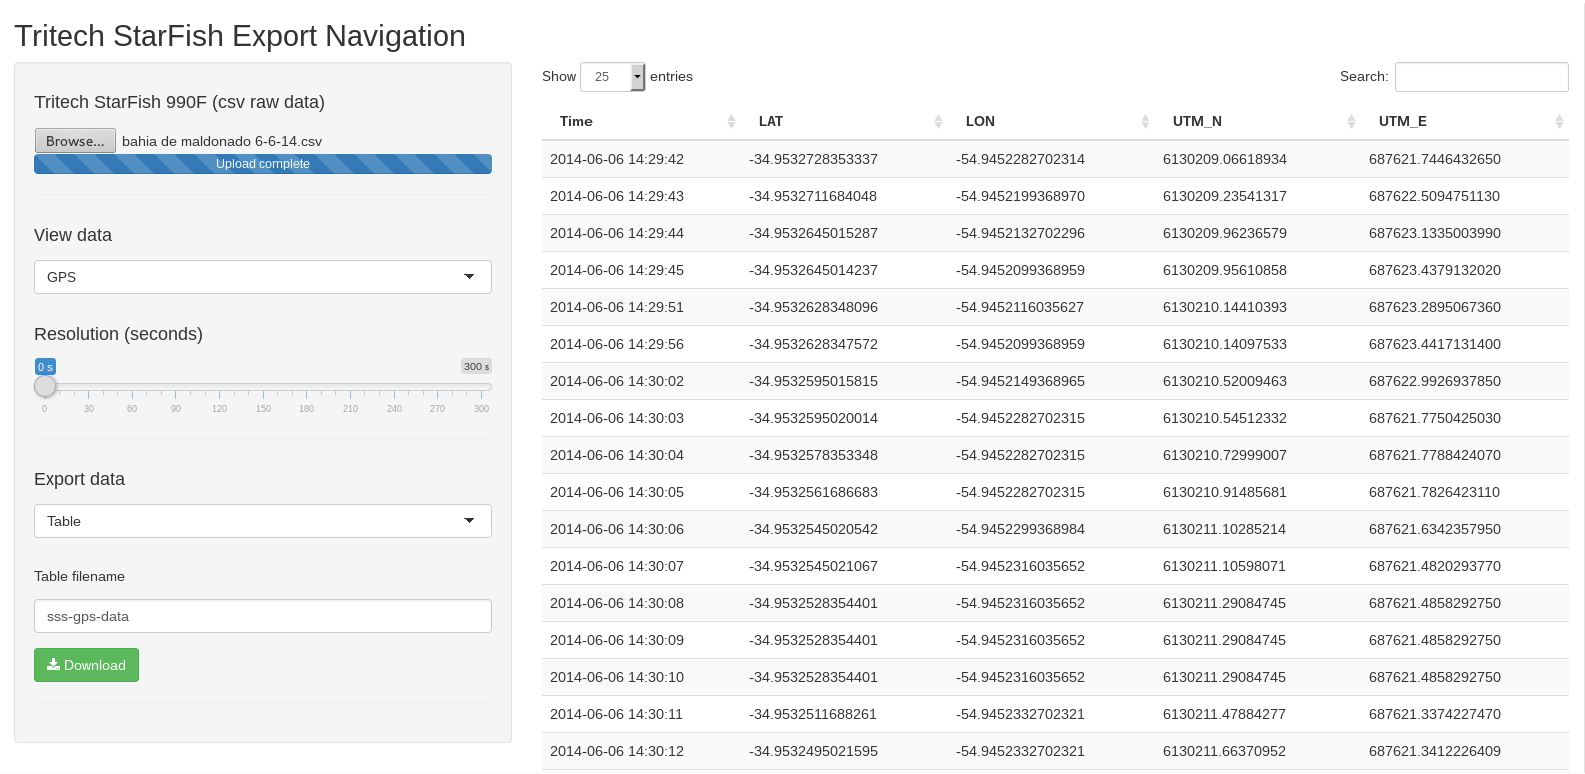 Tritech StarFish Export Navigation
Tritech StarFish 990F (csv raw data)
Browse... bahia de maldonado 6-6-14.csv
Upload complete
View data
GPS
Resolution (seconds)
0 s 300 s
0 30 60 90 120 150 180 210 240 270 300
Export data
Table
Table filename
sss-gps-data
Download
Show 25 entries Search:
Time LAT LON UTM_N UTM_E
2014-06-06 14:29:42 -34.9532728353337 -54.9452282702314 6130209.06618934 687621.7446432650
2014-06-06 14:29:43 -34.9532711684048 -54.9452199368970 6130209.23541317 687622.5094751130
2014-06-06 14:29:44 -34.9532645015287 -54.9452132702296 6130209.96236579 687623.1335003990
2014-06-06 14:29:45 -34.9532645014237 -54.9452099368959 6130209.95610858 687623.4379132020
2014-06-06 14:29:51 -34.9532628348096 -54.9452116035627 6130210.14410393 687623.2895067360
2014-06-06 14:29:56 -34.9532628347572 -54.9452099368959 6130210.14097533 687623.4417131400
2014-06-06 14:30:02 -34.9532595015815 -54.9452149368965 6130210.52009463 687622.9926937850
2014-06-06 14:30:03 -34.9532595020014 -54.9452282702315 6130210.54512332 687621.7750425030
2014-06-06 14:30:04 -34.9532578353348 -54.9452282702315 6130210.72999007 687621.7788424070
2014-06-06 14:30:05 -34.9532561686683 -54.9452282702315 6130210.91485681 687621.7826423110
2014-06-06 14:30:06 -34.9532545020542 -54.9452299368984 6130211.10285214 687621.6342357950
2014-06-06 14:30:07 -34.9532545021067 -54.9452316035652 6130211.10598071 687621.4820293770
2014-06-06 14:30:08 -34.9532528354401 -54.9452316035652 6130211.29084745 687621.4858292750
2014-06-06 14:30:09 -34.9532528354401 -54.9452316035652 6130211.29084745 687621.4858292750
2014-06-06 14:30:10 -34.9532528354401 -54.9452316035652 6130211.29084745 687621.4858292750
2014-06-06 14:30:11 -34.9532511688261 -54.9452332702321 6130211.47884277 687621.3374227470
2014-06-06 14:30:12 -34.9532495021595 -54.9452332702321 6130211.66370952 687621.3412226409